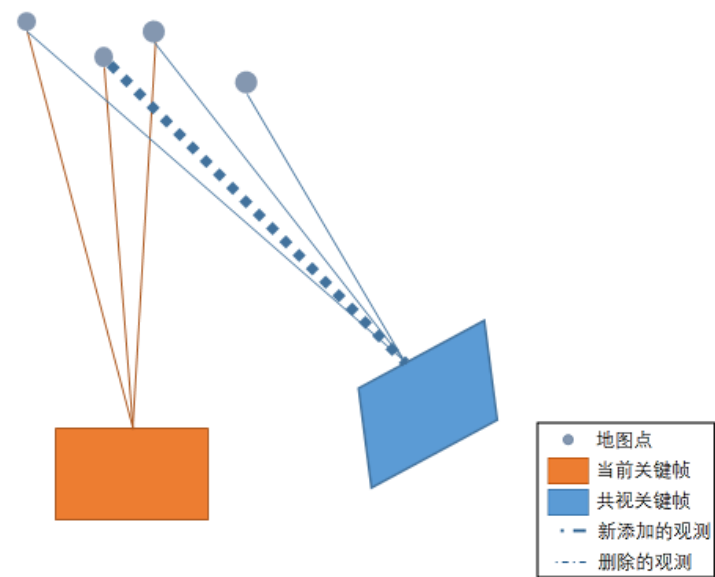 地图点
当前关键帧
共视关键帧
新添加的观测
删除的观测